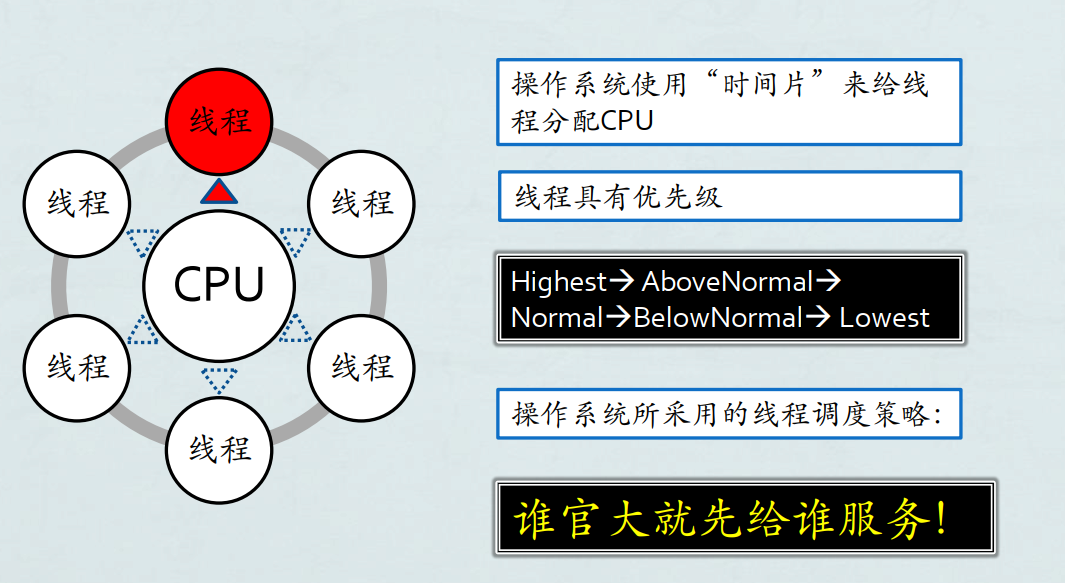 线程
线程
线程
CPU
线程
线程
线程
操作系统使用“时间片”来给线
程分配CPU
线程具有优先级
Highest→ AboveNormal→
Normal→BelowNormal→ Lowest
操作系统所采用的线程调度策略：
谁官大就先给谁服务！